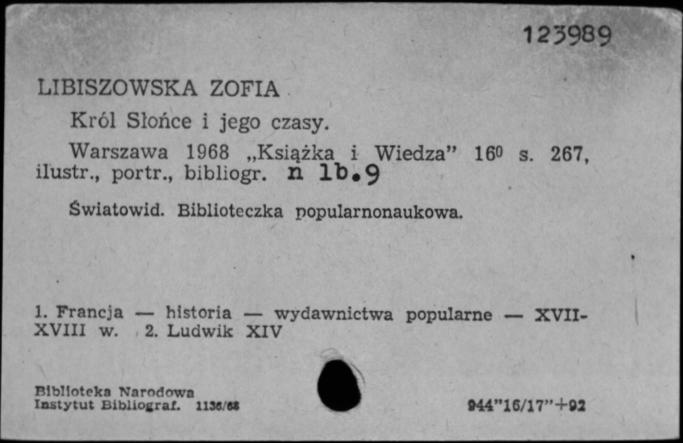 123989
LIBISZOWSKA ZOFIA
Król Słońce i jego czasy.
Warszawa 1968 „Książka i Wiedza” 16⁰ s. 267,
ilustr., portr., bibliogr. n lb.9
Światowid. Biblioteczka popularnonaukowa.
1. Francja — historia — wydawnictwa popularne — XVII-
XVIII w. 2. Ludwik XIV
Biblioteka Narodowa
Instytut Bibliograf. 1136/68
944”16/17”+92